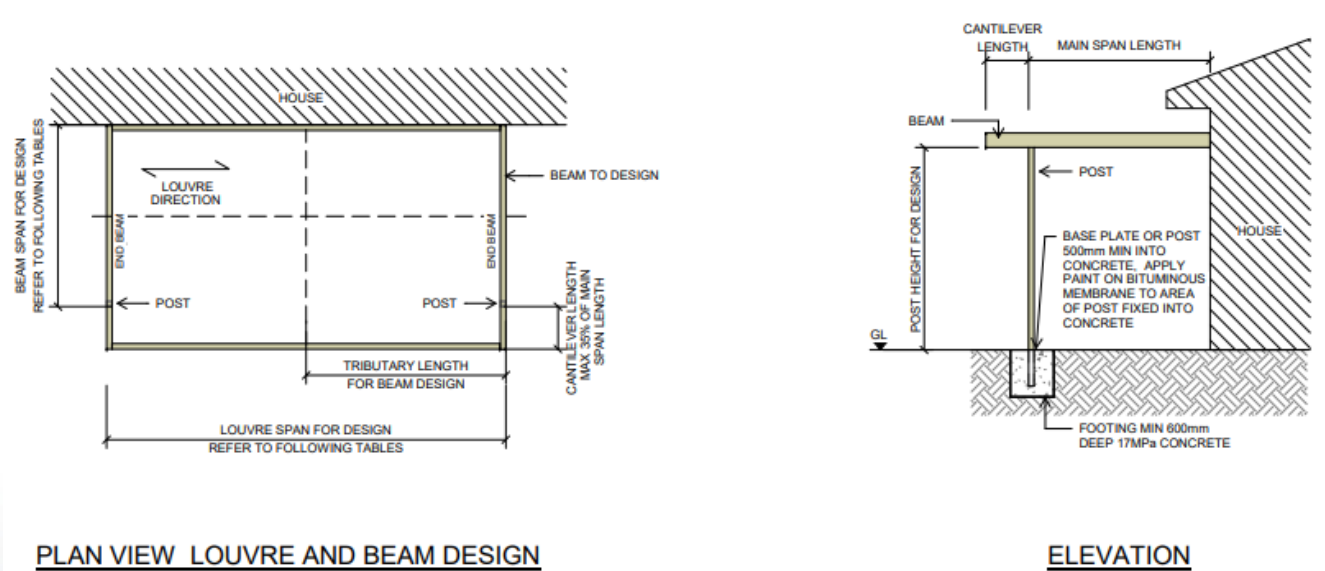 HOUSE
BEAM SPAN FOR DESIGN
REFER TO FOLLOWING TABLES
LOUVRE
DIRECTION
END BEAM
END BEAM
BEAM TO DESIGN
POST
POST
CANTILEVER LENGTH
MAX 35% OF MAIN
SPAN LENGTH
TRIBUTARY LENGTH
FOR BEAM DESIGN
LOUVRE SPAN FOR DESIGN
REFER TO FOLLOWING TABLES
PLAN VIEW LOUVRE AND BEAM DESIGN
CANTILEVER
LENGTH
MAIN SPAN LENGTH
BEAM
POST
POST HEIGHT FOR DESIGN
BASE PLATE OR POST
500mm MIN INTO
CONCRETE, APPLY
PAINT ON BITUMINOUS
MEMBRANE TO AREA
OF POST FIXED INTO
CONCRETE
HOUSE
GL
FOOTING MIN 600mm
DEEP 17MPa CONCRETE
ELEVATION